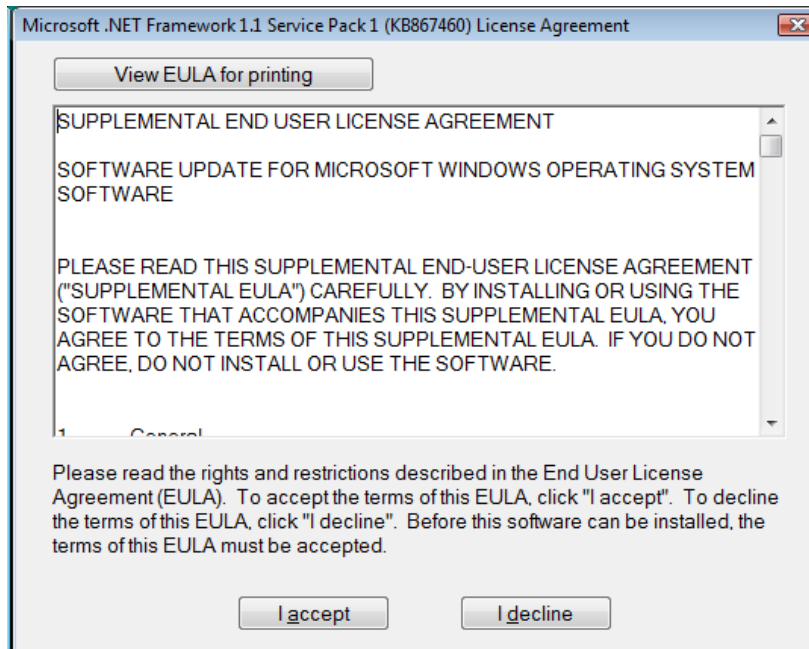 Microsoft .NET Framework 1.1 Service Pack 1 (KB867460) License Agreement
View EULA for printing
SUPPLEMENTAL END USER LICENSE AGREEMENT
SOFTWARE UPDATE FOR MICROSOFT WINDOWS OPERATING SYSTEM
SOFTWARE
PLEASE READ THIS SUPPLEMENTAL END-USER LICENSE AGREEMENT
("SUPPLEMENTAL EULA") CAREFULLY.  BY INSTALLING OR USING THE
SOFTWARE THAT ACCOMPANIES THIS SUPPLEMENTAL EULA, YOU
AGREE TO THE TERMS OF THIS SUPPLEMENTAL EULA.  IF YOU DO NOT
AGREE, DO NOT INSTALL OR USE THE SOFTWARE.
1. General
Please read the rights and restrictions described in the End User License
Agreement (EULA).  To accept the terms of this EULA, click "I accept".  To decline
the terms of this EULA, click "I decline".  Before this software can be installed, the
terms of this EULA must be accepted.
I accept
I decline